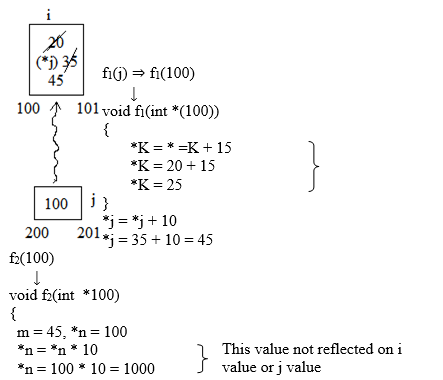 i
20
(*j) 35
45
100 101
f₁(j) ⇒ f₁(100)
↓
void f₁(int *(100))
{
*K = * =K + 15
*K = 20 + 15
*K = 25
}
100 j
200 201
*j = *j + 10
*j = 35 + 10 = 45
f₂(100)
↓
void f₂(int *100)
{
m = 45, *n = 100
*n = *n * 10
*n = 100 * 10 = 1000
This value not reflected on i
value or j value